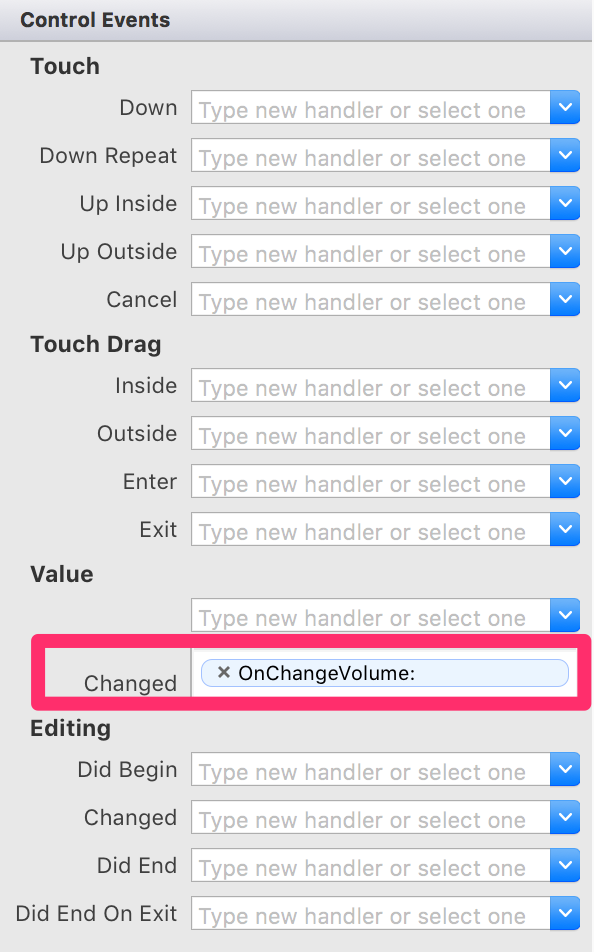 Control Events
Touch
Down Type new handler or select one
Down Repeat Type new handler or select one
Up Inside Type new handler or select one
Up Outside Type new handler or select one
Cancel Type new handler or select one
Touch Drag
Inside Type new handler or select one
Outside Type new handler or select one
Enter Type new handler or select one
Exit Type new handler or select one
Value
Type new handler or select one
Changed × OnChangeVolume:
Editing
Did Begin Type new handler or select one
Changed Type new handler or select one
Did End Type new handler or select one
Did End On Exit Type new handler or select one